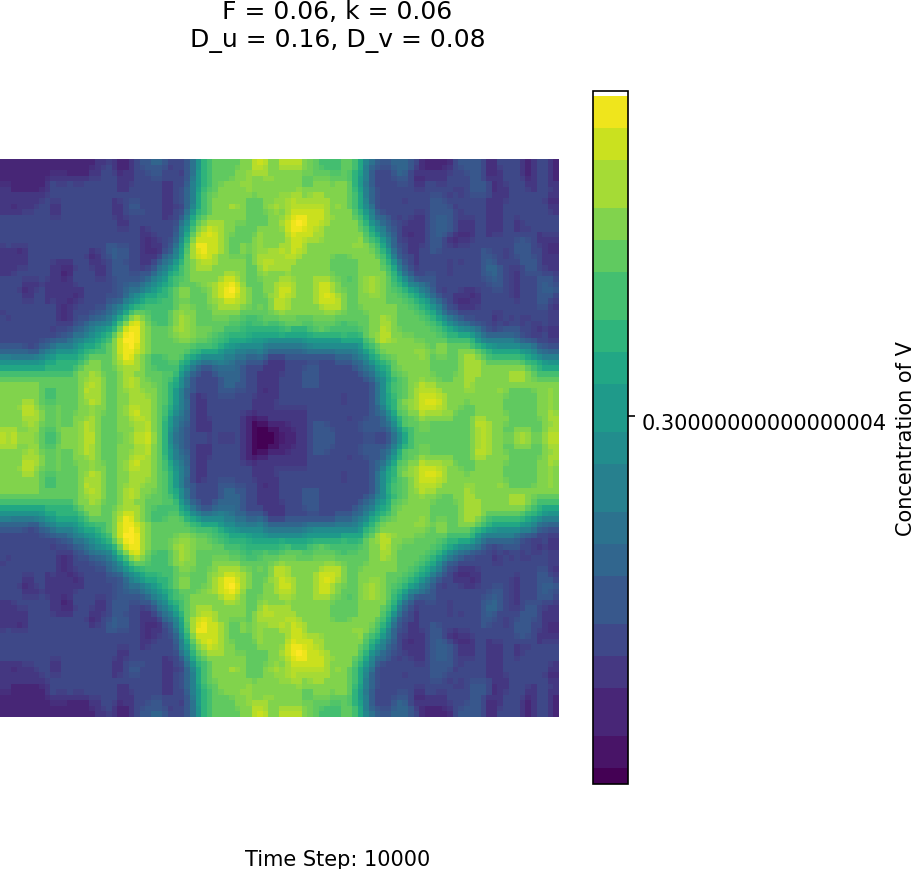 F = 0.06, k = 0.06
D_u = 0.16, D_v = 0.08
0.30000000000000004
Concentration of V
Time Step: 10000